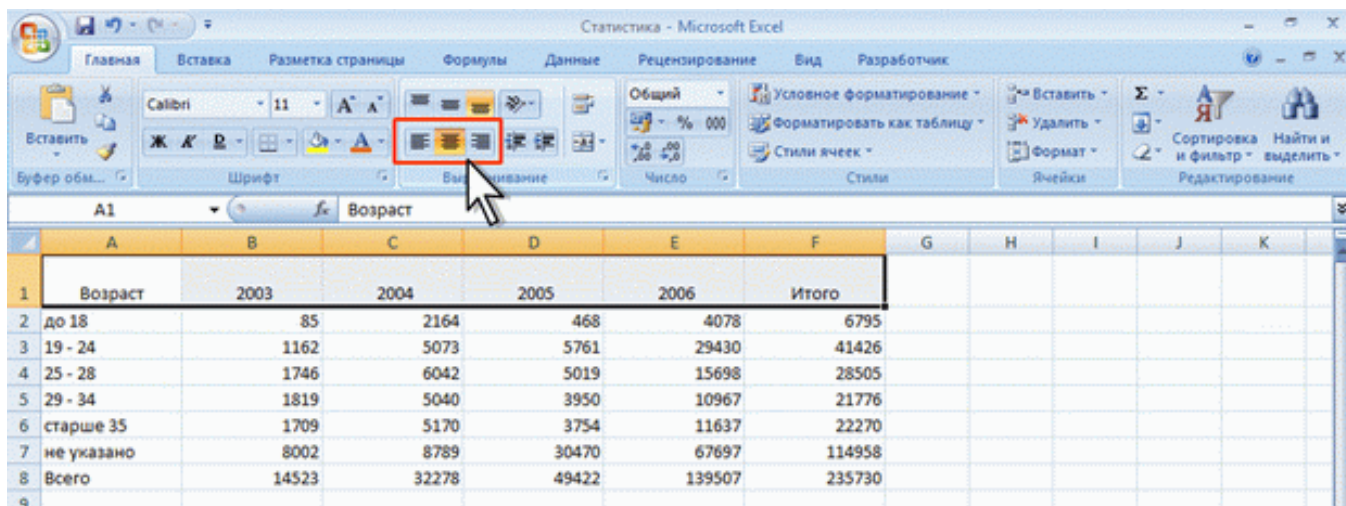 Статистика - Microsoft Excel
Главная Вставка Разметка страницы Формулы Данные Рецензирование Вид Разработчик
Calibri 11 Общий Условное форматирование Вставить Σ
Вставить Ж К Ч % 000 Форматировать как таблицу Удалить Сортировка и фильтр Найти и выделить
Стили ячеек Формат
Буфер обм... Шрифт Число Стили Ячейки Редактирование
A1 fx Возраст
A B C D E F G H I J K
1 Возраст 2003 2004 2005 2006 Итого
2 до 18 85 2164 468 4078 6795
3 19 - 24 1162 5073 5761 29430 41426
4 25 - 28 1746 6042 5019 15698 28505
5 29 - 34 1819 5040 3950 10967 21776
6 старше 35 1709 5170 3754 11637 22270
7 не указано 8002 8789 30470 67697 114958
8 Всего 14523 32278 49422 139507 235730
9